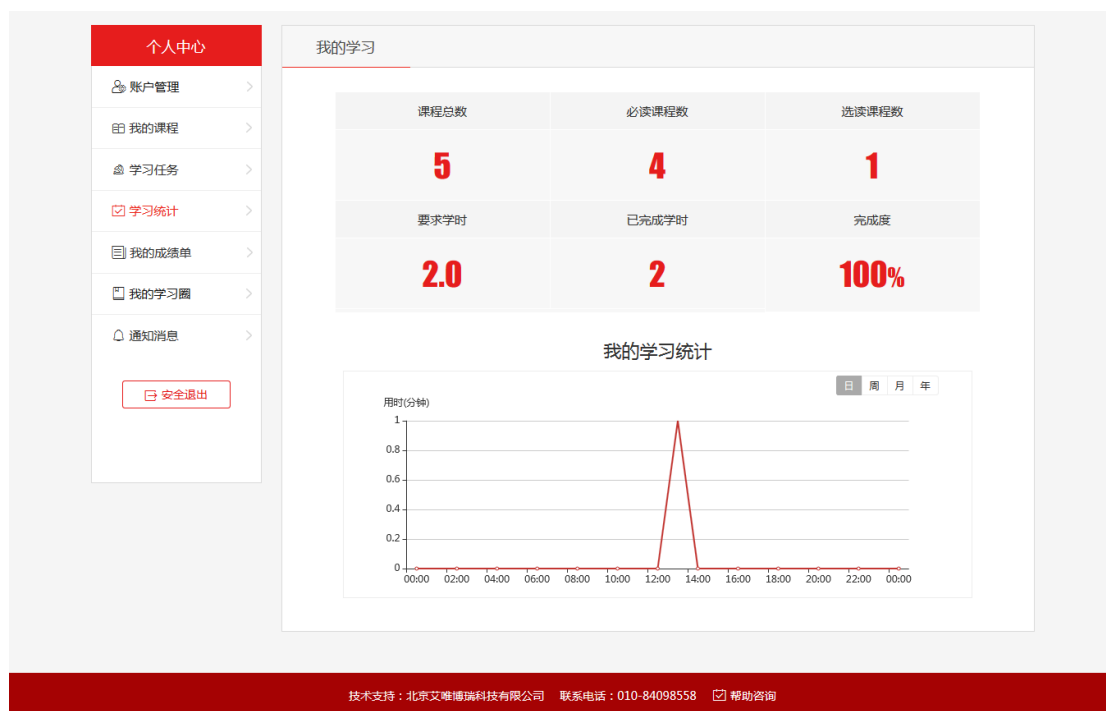 个人中心
账户管理
我的课程
学习任务
学习统计
我的成绩单
我的学习圈
通知消息
安全退出
我的学习
课程总数 必读课程数 选读课程数
5 4 1
要求学时 已完成学时 完成度
2.0 2 100%
我的学习统计
日 周 月 年
用时(分钟)
1
0.8
0.6
0.4
0.2
0
00:00 02:00 04:00 06:00 08:00 10:00 12:00 14:00 16:00 18:00 20:00 22:00 00:00
技术支持：北京艾唯博瑞科技有限公司 联系电话：010-84098558 帮助咨询